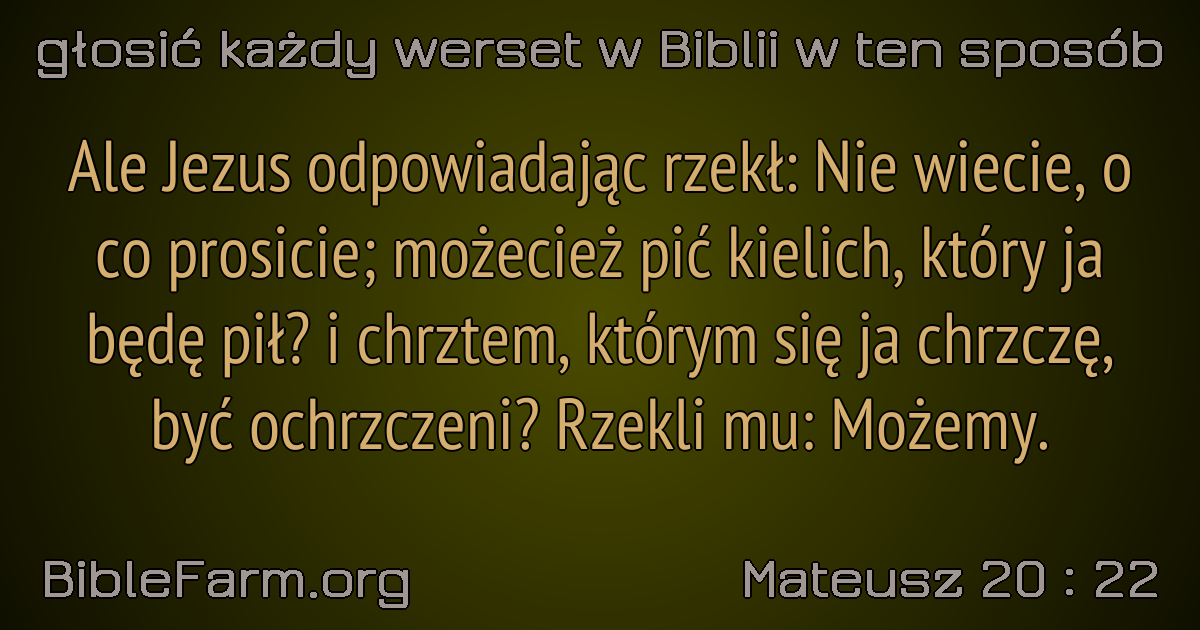 głosić każdy werset w Biblii w ten sposób
Ale Jezus odpowiadając rzekł: Nie wiecie, o
co prosicie; możecież pić kielich, który ja
będę pił? i chrztem, którym się ja chrzczę,
być ochrzczeni? Rzekli mu: Możemy.
BibleFarm.org
Mateusz 20 : 22